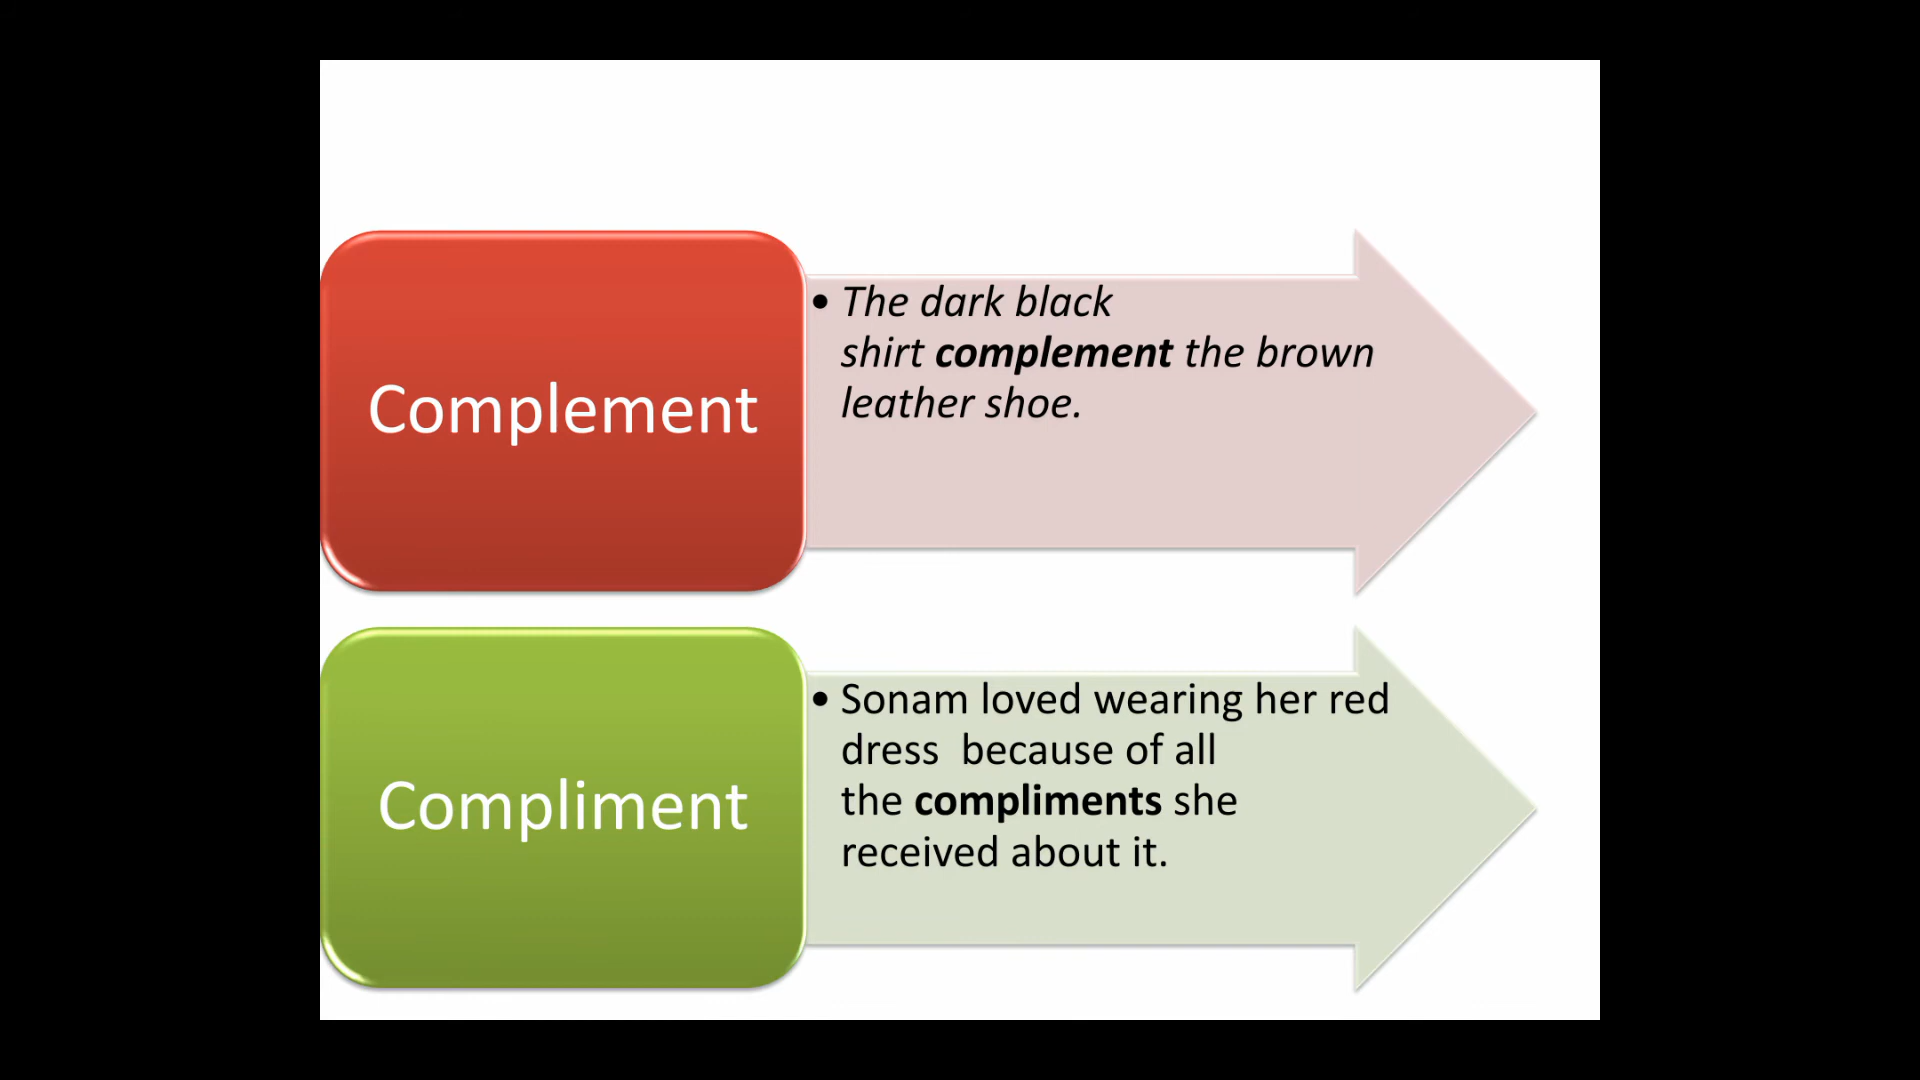 Complement
• The dark black
shirt complement the brown
leather shoe.
Compliment
• Sonam loved wearing her red
dress  because of all
the compliments she
received about it.